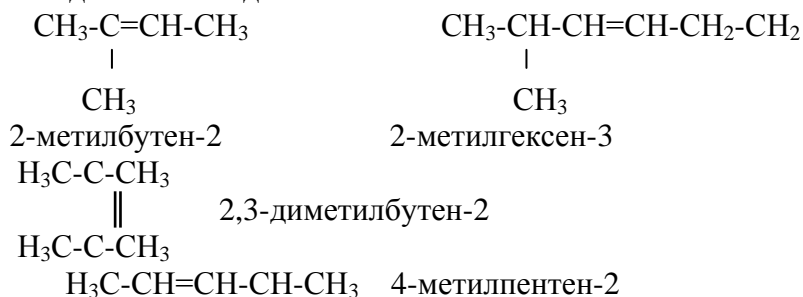 CH₃-C=CH-CH₃ CH₃-CH-CH=CH-CH₂-CH₂
| |
CH₃ CH₃
2-метилбутен-2 2-метилгексен-3
H₃C-C-CH₃
‖ 2,3-диметилбутен-2
H₃C-C-CH₃
H₃C-CH=CH-CH-CH₃ 4-метилпентен-2